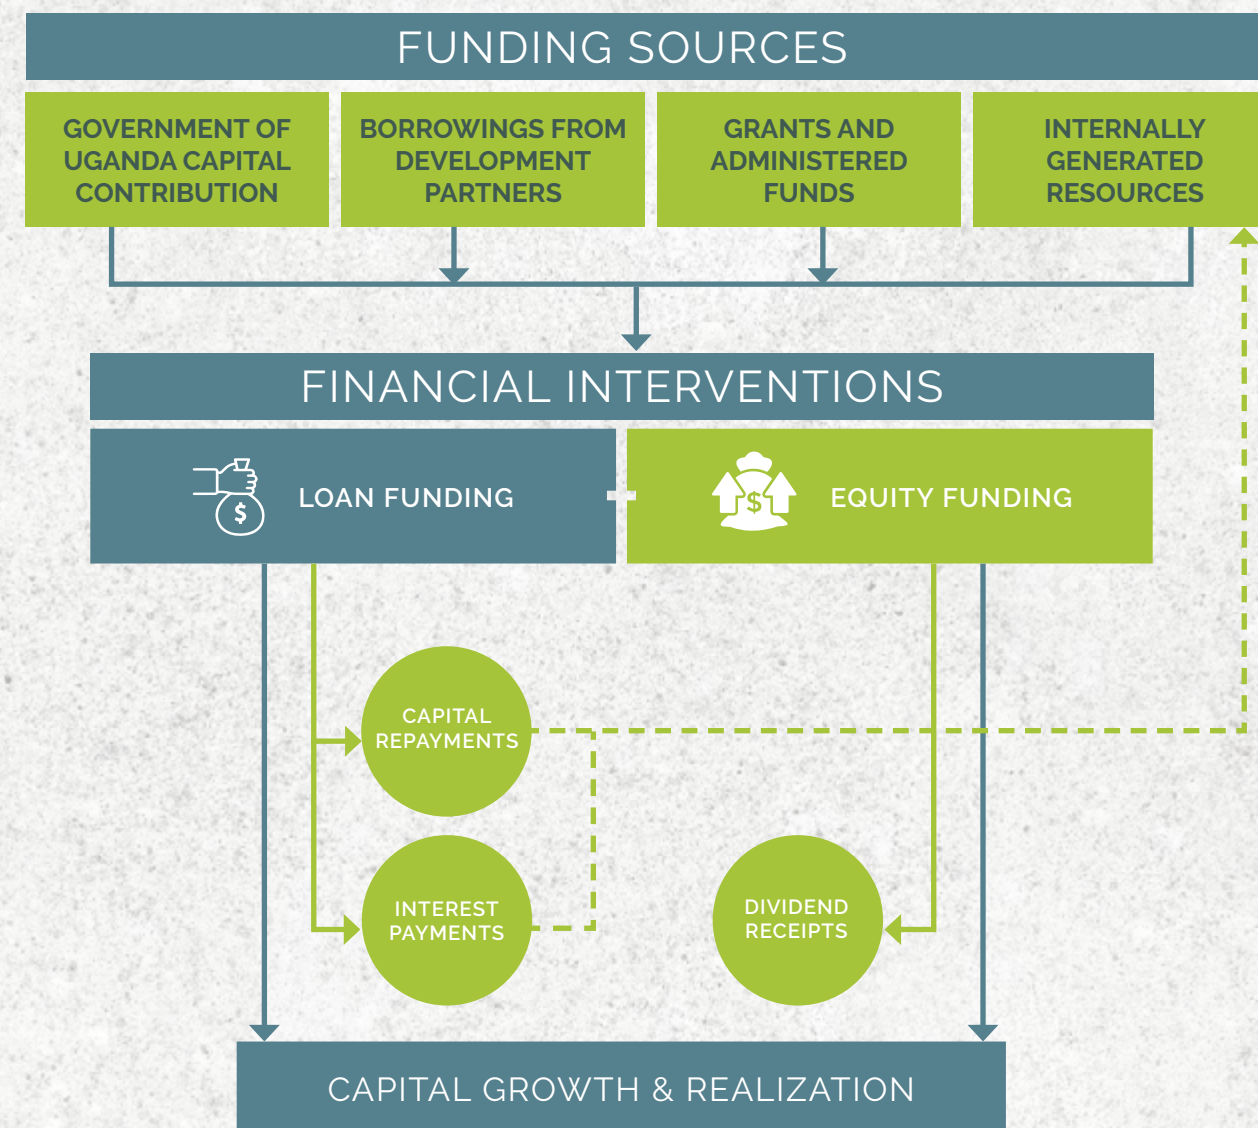 FUNDING SOURCES
GOVERNMENT OF
UGANDA CAPITAL
CONTRIBUTION
BORROWINGS FROM
DEVELOPMENT
PARTNERS
GRANTS AND
ADMINISTERED
FUNDS
INTERNALLY
GENERATED
RESOURCES
FINANCIAL INTERVENTIONS
$
LOAN FUNDING
$
EQUITY FUNDING
CAPITAL
REPAYMENTS
INTEREST
PAYMENTS
DIVIDEND
RECEIPTS
CAPITAL GROWTH & REALIZATION